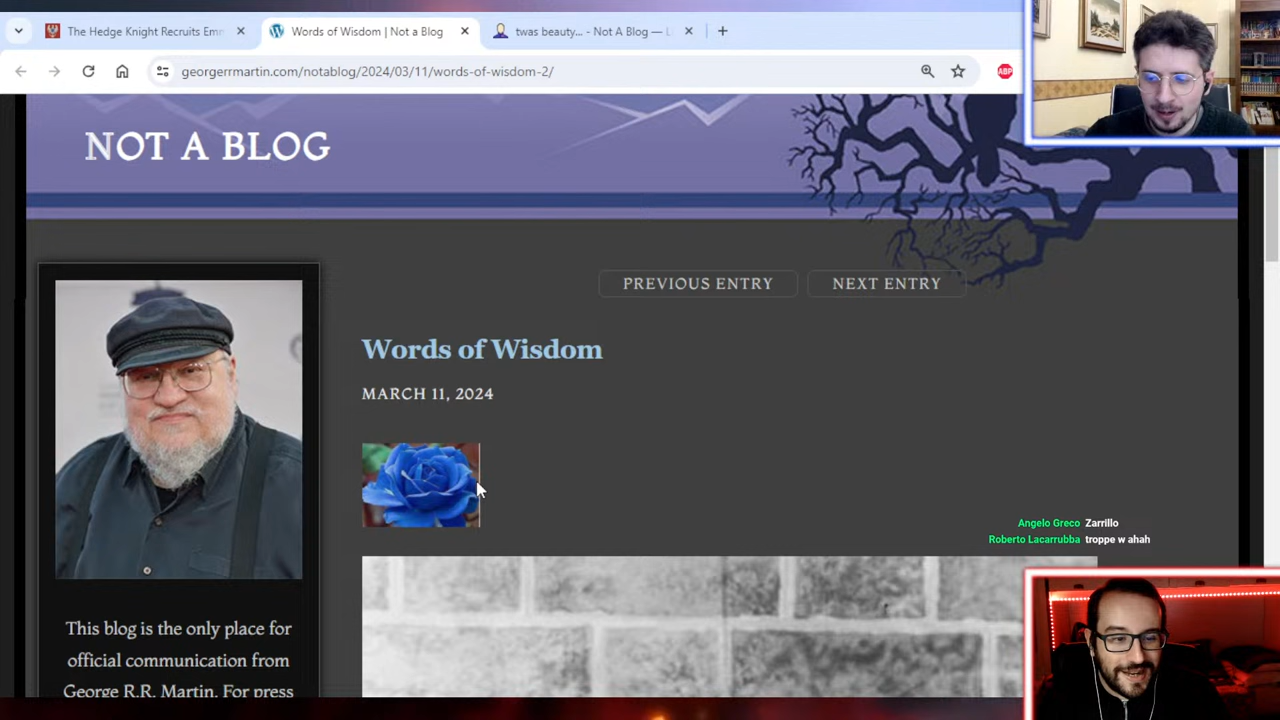 The Hedge Knight Recruits Em
Words of Wisdom | Not a Blog
twas beauty... - Not A Blog — L
georgerrmartin.com/notablog/2024/03/11/words-of-wisdom-2/
ABP
NOT A BLOG
PREVIOUS ENTRY
NEXT ENTRY
Words of Wisdom
MARCH 11, 2024
Angelo Greco Zarrillo
Roberto Lacarrubba troppe w ahah
This blog is the only place for
official communication from
George R.R. Martin. For press